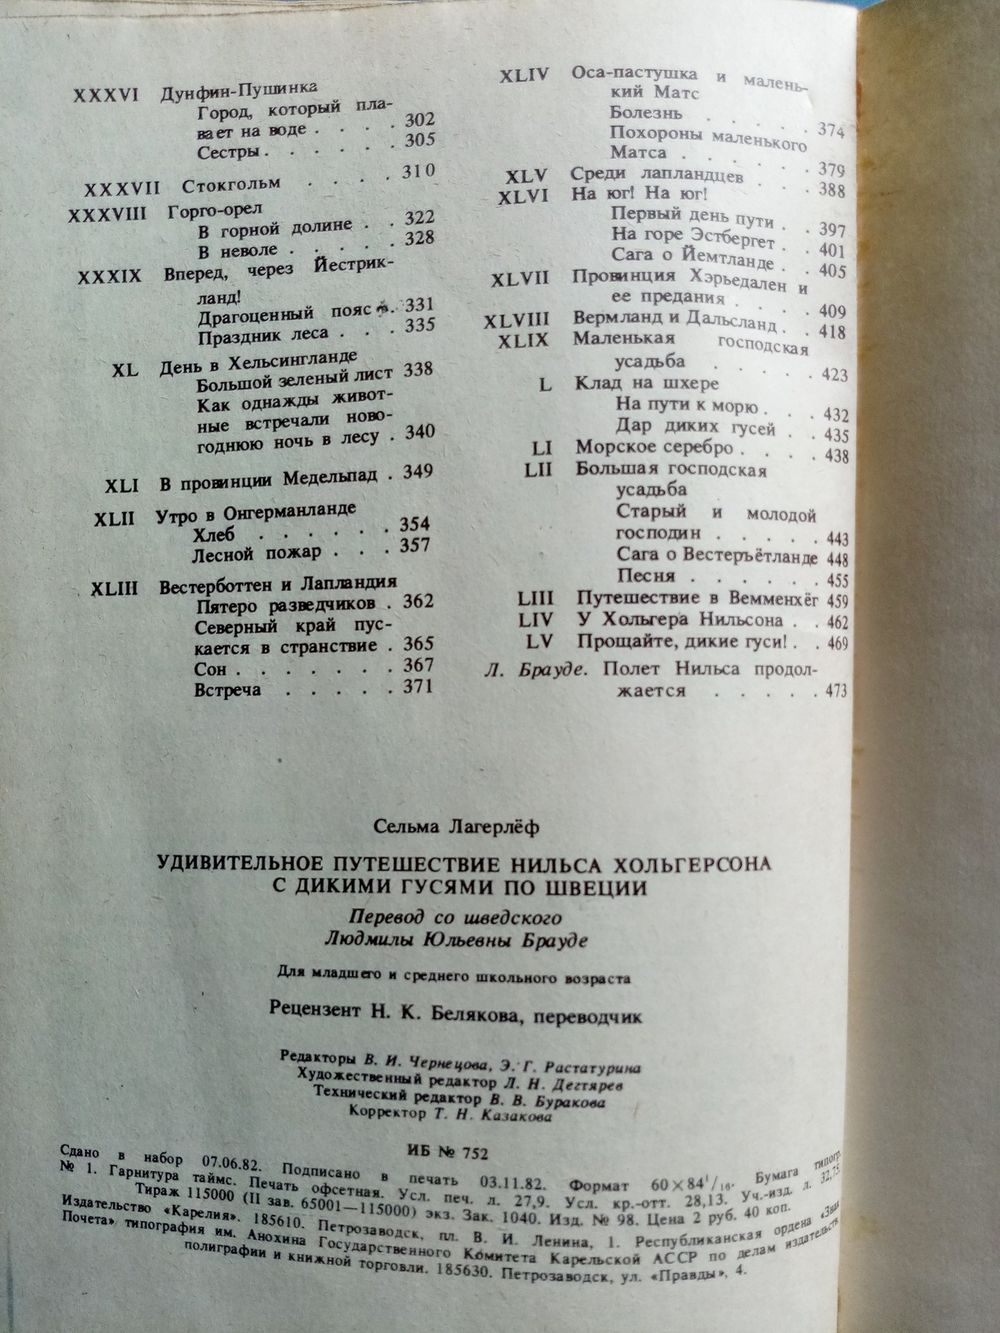 XXXVI Дунфин-Пушинка
Город, который пла-
вает на воде . . . . 302
Сестры . . . . . . 305
XXXVII Стокгольм . . . . 310
XXXVIII Горго-орел
В горной долине . . 322
В неволе . . . . . 328
XXXIX Вперед, через Йестрик-
ланд!
Драгоценный пояс . 331
Праздник леса . . . 335
XL День в Хельсингланде
Большой зеленый лист 338
Как однажды живот-
ные встречали ново-
годнюю ночь в лесу . 340
XLI В провинции Медельпад . 349
XLII Утро в Онгерманланде
Хлеб . . . . . . 354
Лесной пожар . . . 357
XLIII Вестерботтен и Лапландия
Пятеро разведчиков . 362
Северный край пус-
кается в странствие . 365
Сон . . . . . . . 367
Встреча . . . . . 371
XLIV Оса-пастушка и малень-
кий Матс
Болезнь . . . . . 374
Похороны маленького
Матса . . . . . . 379
XLV Среди лапландцев . . . 388
XLVI На юг! На юг!
Первый день пути . . 397
На горе Эстбергет . . 401
Сага о Йемтланде . . 405
XLVII Провинция Хэрьедален и
ее предания . . . . 409
XLVIII Вермланд и Дальсланд . . 418
XLIX Маленькая господская
усадьба . . . . . 423
L Клад на шхере
На пути к морю . . . 432
Дар диких гусей . . 435
LI Морское серебро . . . . 438
LII Большая господская
усадьба
Старый и молодой
господин . . . . . 443
Сага о Вестеръётланде 448
Песня . . . . . . 455
LIII Путешествие в Вемменхёг 459
LIV У Хольгера Нильсона . . 462
LV Прощайте, дикие гуси! . . 469
Л. Брауде. Полет Нильса продол-
жается . . . . . 473
Сельма Лагерлёф
УДИВИТЕЛЬНОЕ ПУТЕШЕСТВИЕ НИЛЬСА ХОЛЬГЕРСОНА
С ДИКИМИ ГУСЯМИ ПО ШВЕЦИИ
Перевод со шведского
Людмилы Юльевны Брауде
Для младшего и среднего школьного возраста
Рецензент Н. К. Белякова, переводчик
Редакторы В. И. Чернецова, Э. Г. Растатурина
Художественный редактор Л. Н. Дегтярев
Технический редактор В. В. Буракова
Корректор Т. Н. Казакова
ИБ № 752
Сдано в набор 07.06.82. Подписано в печать 03.11.82. Формат 60×84¹/₁₆. Бумага типогр.
№ 1. Гарнитура таймс. Печать офсетная. Усл. печ. л. 27,9. Усл. кр.-отт. 28,13. Уч.-изд. л. 32,75.
Тираж 115000 (II зав. 65001—115000) экз. Зак. 1040. Изд. № 98. Цена 2 руб. 40 коп.
Издательство «Карелия». 185610. Петрозаводск, пл. В. И. Ленина, 1. Республиканская ордена «Знак
Почета» типография им. Анохина Государственного Комитета Карельской АССР по делам издательств,
полиграфии и книжной торговли. 185630. Петрозаводск, ул. «Правды», 4.